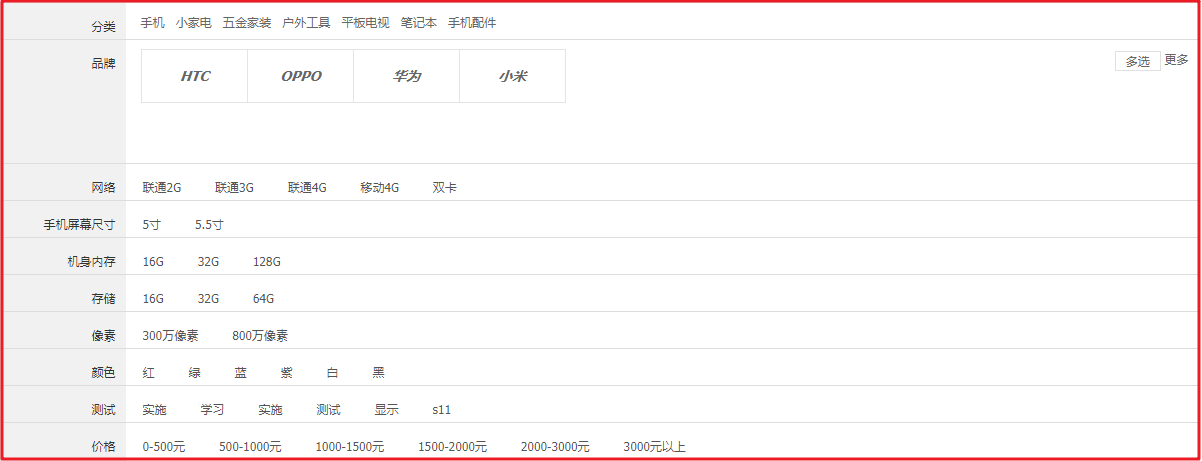 分类 手机 小家电 五金家装 户外工具 平板电视 笔记本 手机配件
品牌 HTC OPPO 华为 小米 多选 更多
网络 联通2G 联通3G 联通4G 移动4G 双卡
手机屏幕尺寸 5寸 5.5寸
机身内存 16G 32G 128G
存储 16G 32G 64G
像素 300万像素 800万像素
颜色 红 绿 蓝 紫 白 黑
测试 实施 学习 实施 测试 显示 s11
价格 0-500元 500-1000元 1000-1500元 1500-2000元 2000-3000元 3000元以上